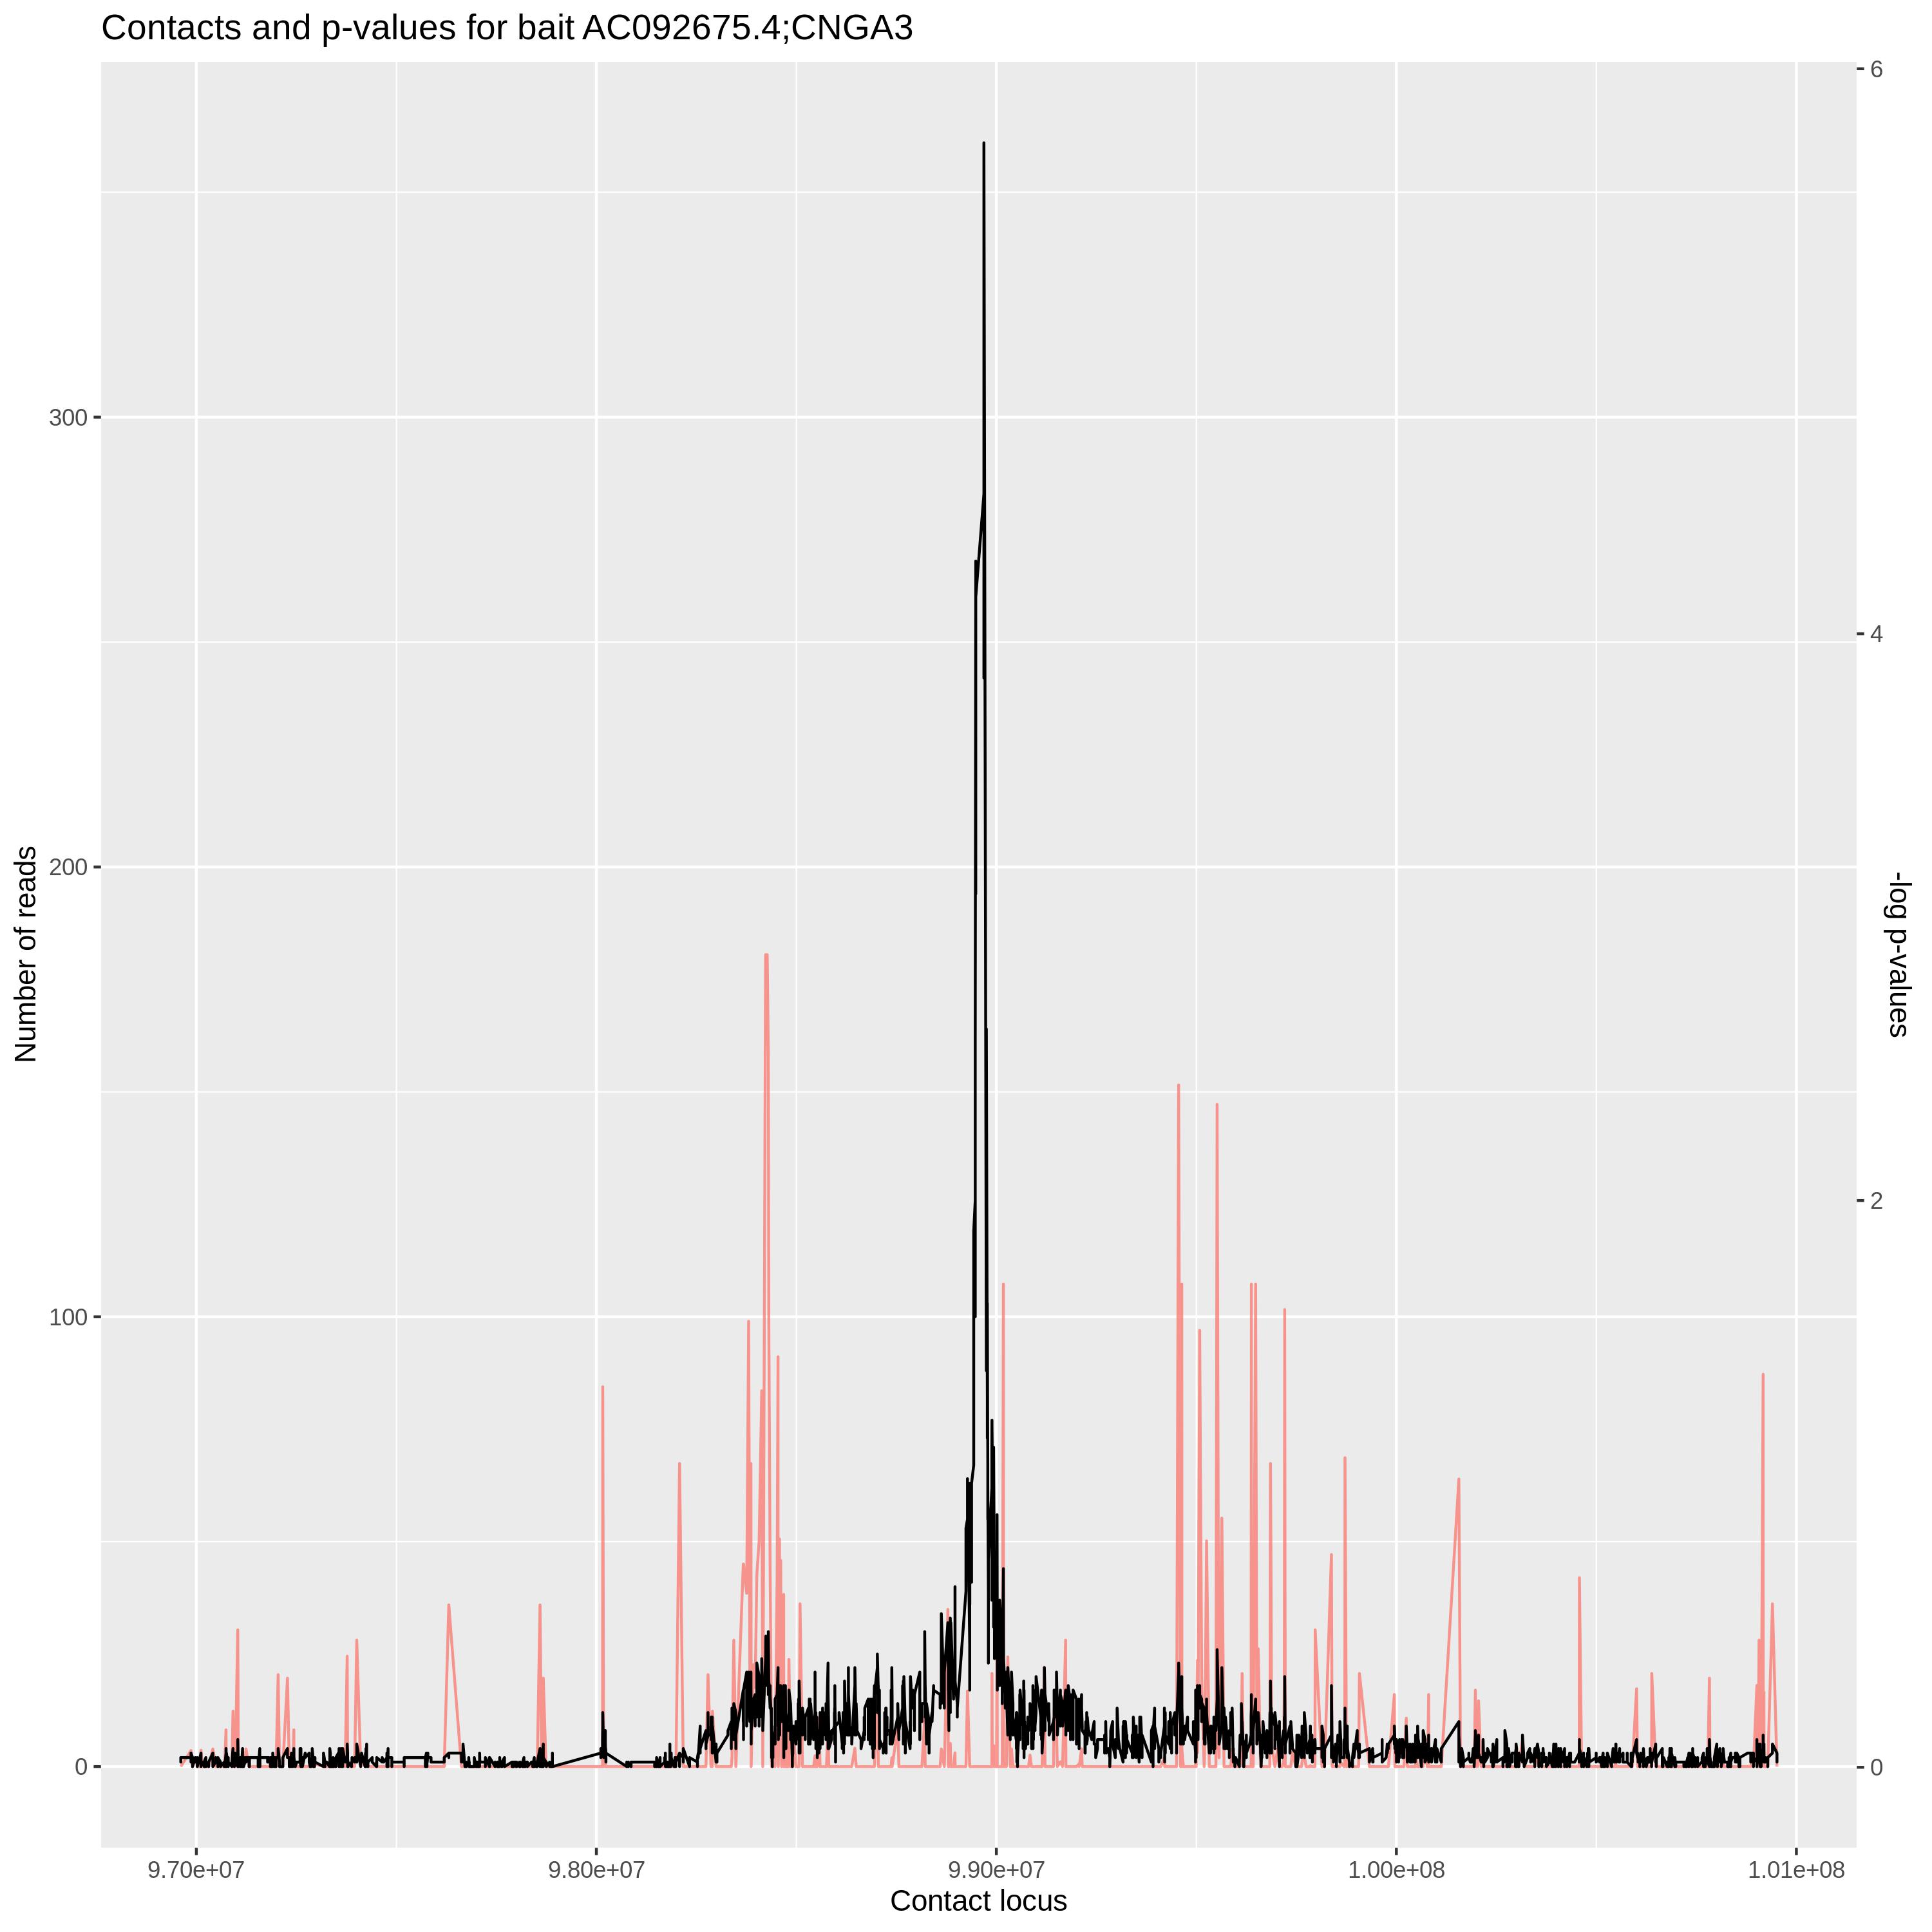 Contacts and p-values for bait AC092675.4;CNGA3
6
300
4
200
Number of reads
-log p-values
2
100
0
0
9.70e+07
9.80e+07
9.90e+07
1.00e+08
1.01e+08
Contact locus